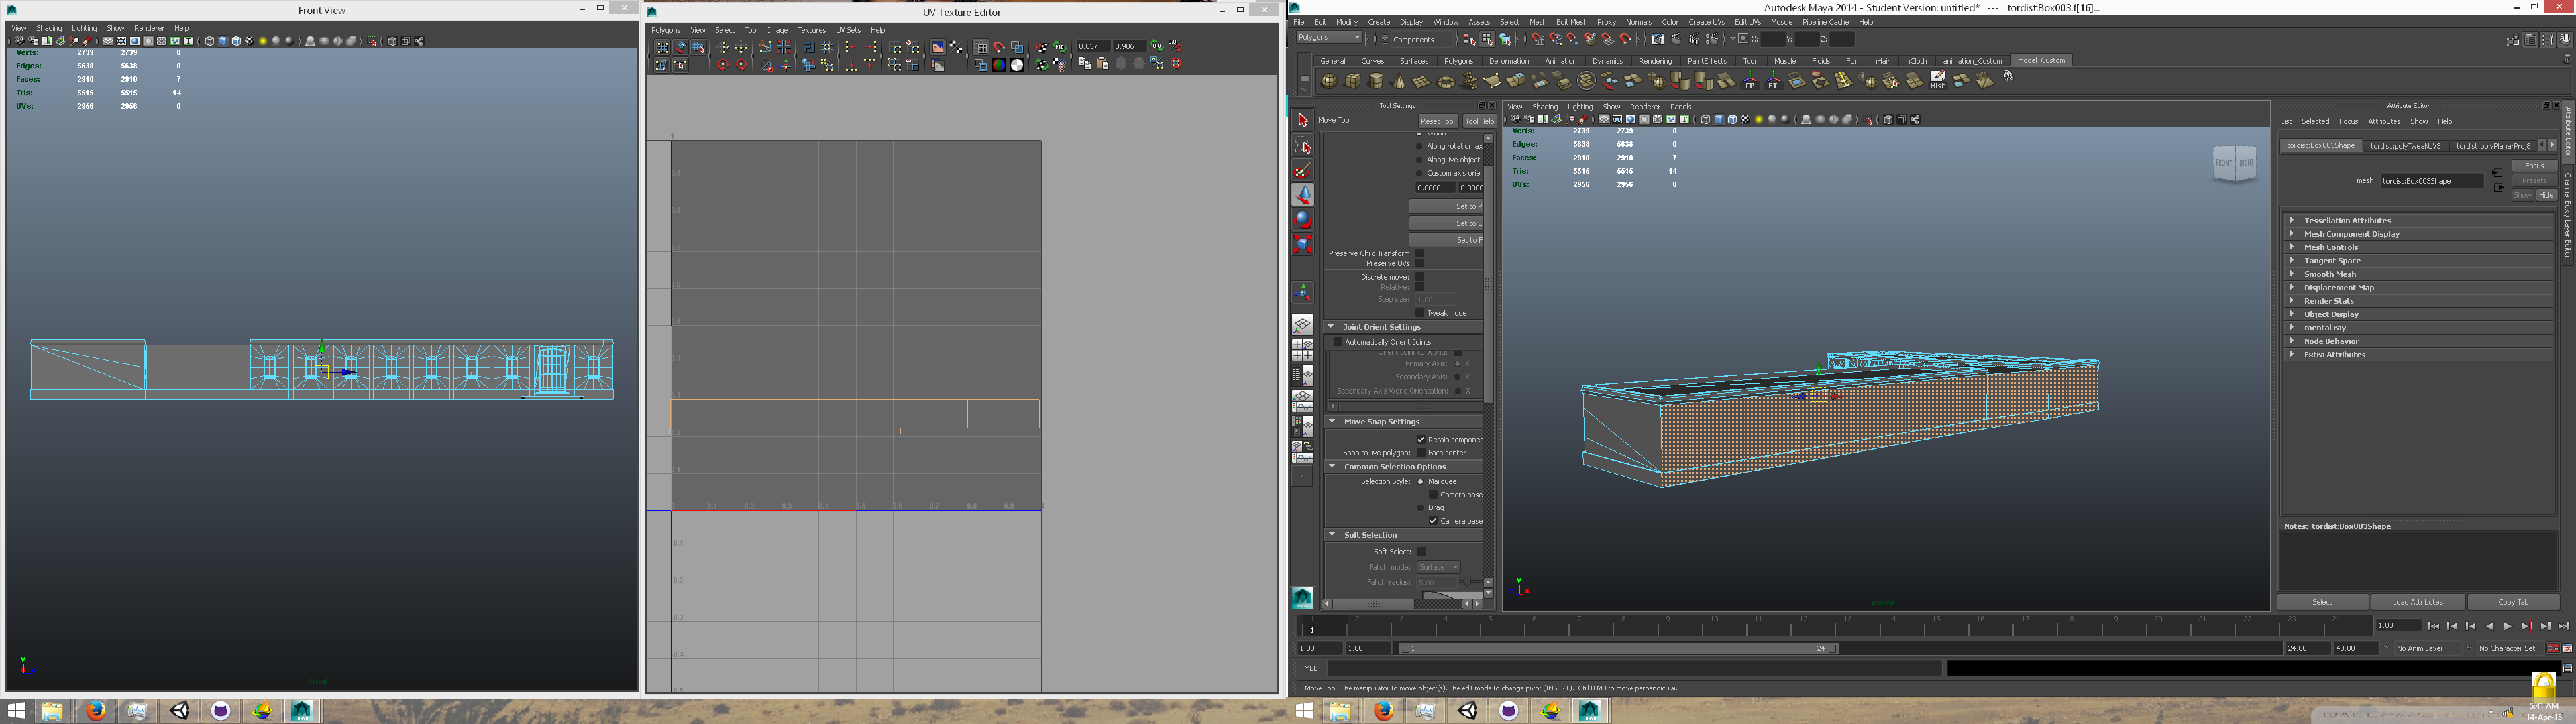 Front View
View Shading Lighting Show Renderer Panels Help
Verts: 2739 2739 0
Edges: 5638 5638 0
Faces: 2910 2910 7
Tris: 5515 5515 14
UVs: 2956 2956 0
front
UV Texture Editor
Polygons View Select Tool Image Textures UV Sets Help
0.837 0.986
Autodesk Maya 2014 - Student Version: untitled* --- tordist:Box003.f[16]...
File Edit Modify Create Display Window Assets Select Mesh Edit Mesh Proxy Normals Color Create UVs Edit UVs Muscle Pipeline Cache Help
Polygons Components X: Y: Z:
General Curves Surfaces Polygons Deformation Animation Dynamics Rendering PaintEffects Toon Muscle Fluids Fur nHair nCloth animation_Custom model_Custom
CP FT Hist
Tool Settings
Move Tool Reset Tool Tool Help
World
Along rotation ax
Along live object
Custom axis orien
0.0000 0.0000
Set to P
Set to E
Set to F
Preserve Child Transform
Preserve UVs
Discrete move:
Relative:
Step size: 1.00
Tweak mode
Joint Orient Settings
Automatically Orient Joints
Orient Joint to World:
Primary Axis: X
Secondary Axis: X
Secondary Axis World Orientation: X
Move Snap Settings
Retain componen
Snap to live polygon: Face center
Common Selection Options
Selection Style: Marquee
Camera base
Drag
Camera base
Soft Selection
Soft Select:
Falloff mode: Surface
Falloff radius: 5.00
View Shading Lighting Show Renderer Panels
Verts: 2739 2739 0
Edges: 5638 5638 0
Faces: 2910 2910 7
Tris: 5515 5515 14
UVs: 2956 2956 0
FRONT RIGHT
persp
Attribute Editor
List Selected Focus Attributes Show Help
tordist:Box003Shape tordist:polyTweakUV3 tordist:polyPlanarProj8
mesh: tordist:Box003Shape
Focus
Presets
Show Hide
Tessellation Attributes
Mesh Component Display
Mesh Controls
Tangent Space
Smooth Mesh
Displacement Map
Render Stats
Object Display
mental ray
Node Behavior
Extra Attributes
Notes: tordist:Box003Shape
Select Load Attributes Copy Tab
Attribute Editor
Channel Box / Layer Editor
1 2 3 4 5 6 7 8 9 10 11 12 13 14 15 16 17 18 19 20 21 22 23 24
1 1.00
1.00 1.00 1 24 24.00 48.00 No Anim Layer No Character Set
MEL
Move Tool: Use manipulator to move object(s). Use edit mode to change pivot (INSERT). Ctrl+LMB to move perpendicular.
5:41 AM
14-Apr-15